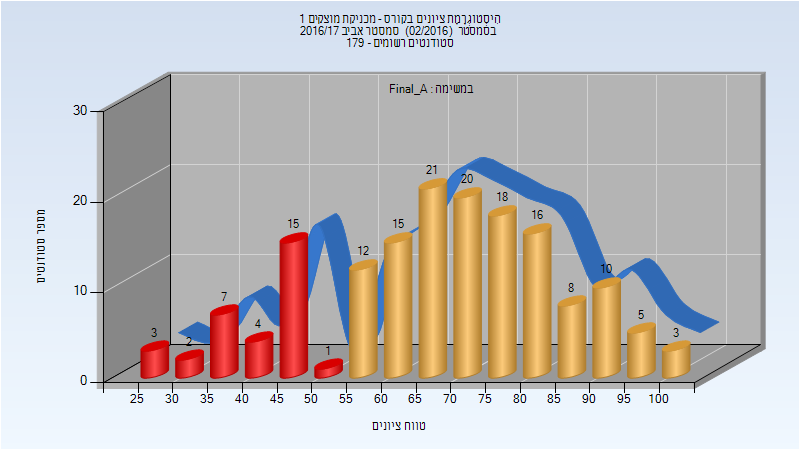 היסטוגרמת ציונים בקורס - מכניקת מוצקים 1
בסמסטר (02/2016) סמסטר אביב 2016/17
סטודנטים רשומים - 179
במשימה : Final_A
מספר סטודנטים
30
20
10
0
3
2
7
4
15
1
12
15
21
20
18
16
8
10
5
3
25 30 35 40 45 50 55 60 65 70 75 80 85 90 95 100
טווח ציונים